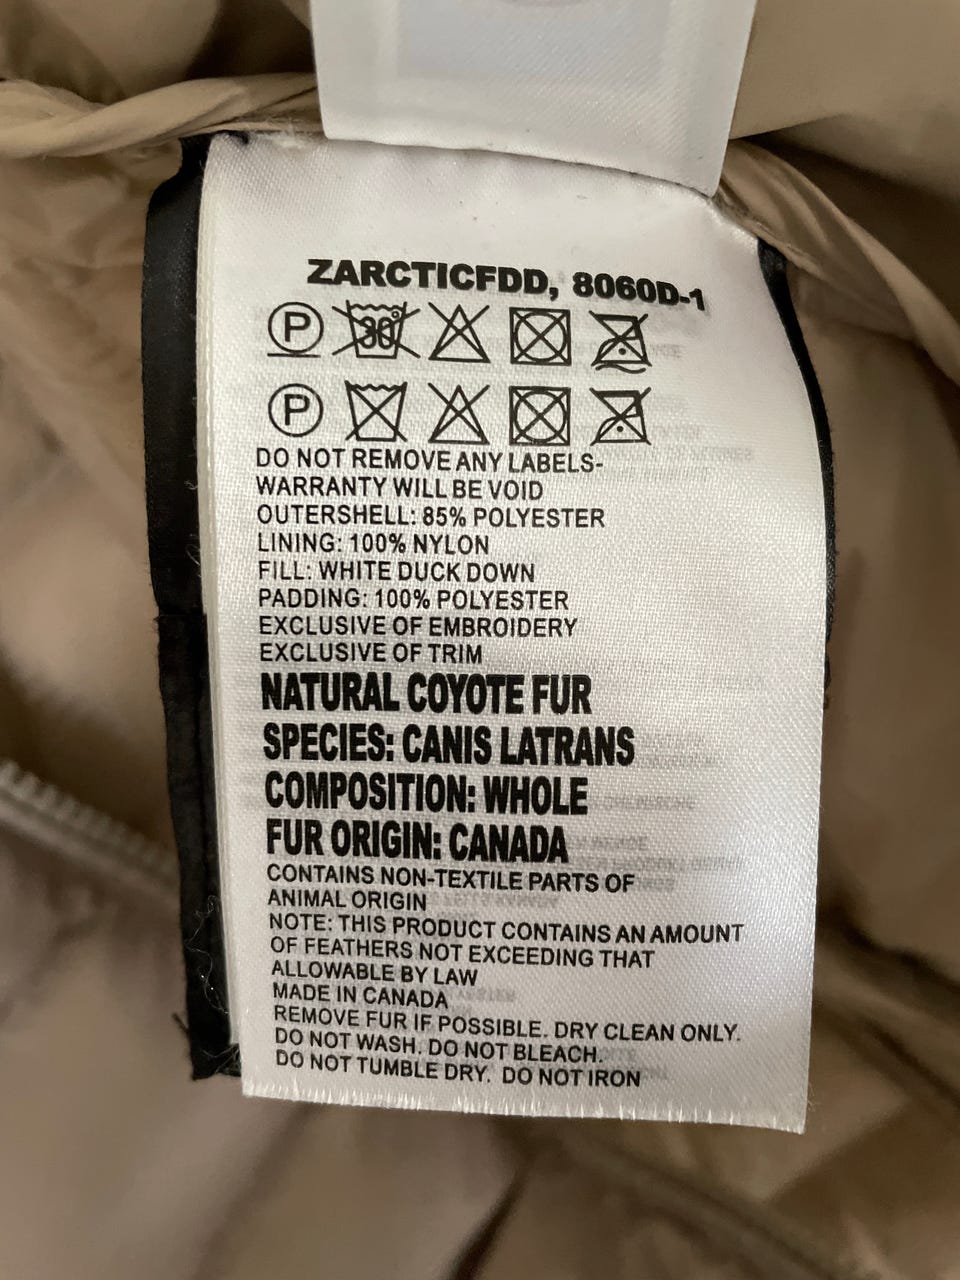 ZARCTICFDD, 8060D-1
P 30°
P
DO NOT REMOVE ANY LABELS-
WARRANTY WILL BE VOID
OUTERSHELL: 85% POLYESTER
LINING: 100% NYLON
FILL: WHITE DUCK DOWN
PADDING: 100% POLYESTER
EXCLUSIVE OF EMBROIDERY
EXCLUSIVE OF TRIM
NATURAL COYOTE FUR
SPECIES: CANIS LATRANS
COMPOSITION: WHOLE
FUR ORIGIN: CANADA
CONTAINS NON-TEXTILE PARTS OF
ANIMAL ORIGIN
NOTE: THIS PRODUCT CONTAINS AN AMOUNT
OF FEATHERS NOT EXCEEDING THAT
ALLOWABLE BY LAW
MADE IN CANADA
REMOVE FUR IF POSSIBLE. DRY CLEAN ONLY.
DO NOT WASH. DO NOT BLEACH.
DO NOT TUMBLE DRY. DO NOT IRON